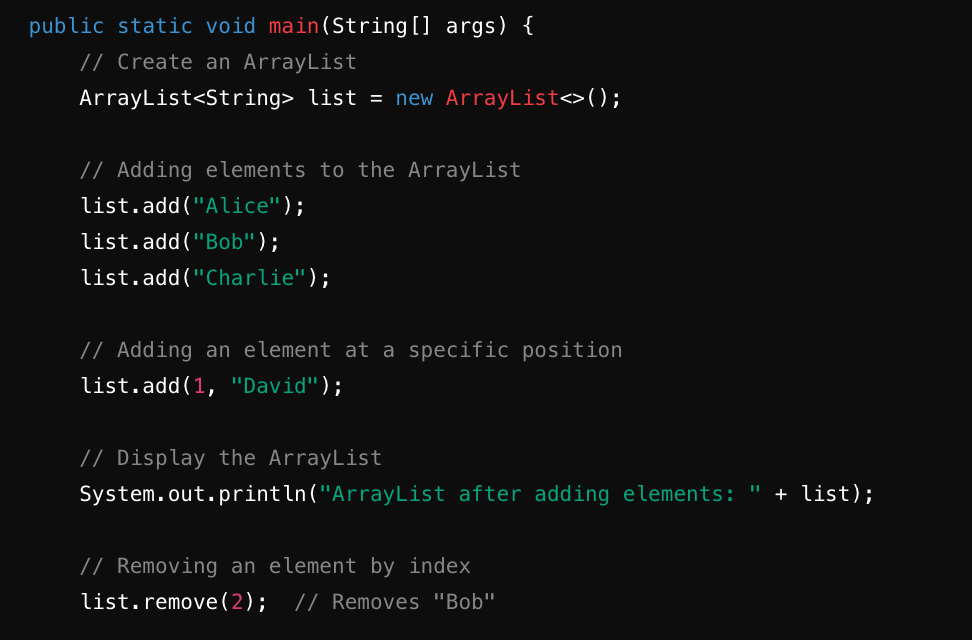 public static void main(String[] args) {
    // Create an ArrayList
    ArrayList<String> list = new ArrayList<>();

    // Adding elements to the ArrayList
    list.add("Alice");
    list.add("Bob");
    list.add("Charlie");

    // Adding an element at a specific position
    list.add(1, "David");

    // Display the ArrayList
    System.out.println("ArrayList after adding elements: " + list);

    // Removing an element by index
    list.remove(2);  // Removes "Bob"